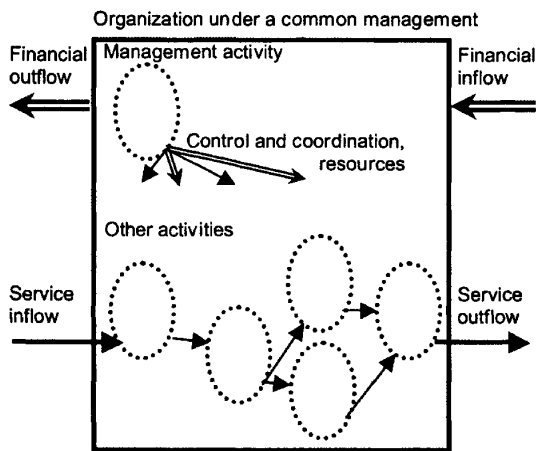 Organization under a common management
Financial
outflow
Management activity
Financial
inflow
Control and coordination,
resources
Other activities
Service
inflow
Service
outflow